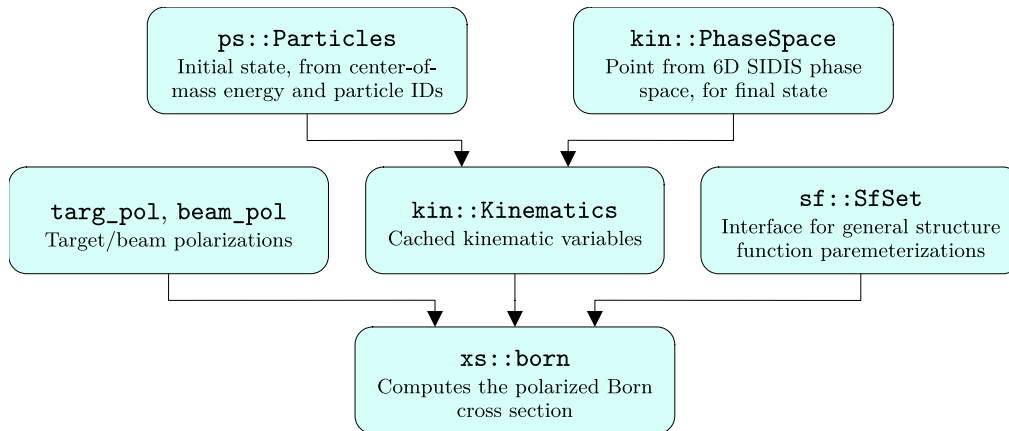 ps::Particles
Initial state, from center-of-
mass energy and particle IDs
kin::PhaseSpace
Point from 6D SIDIS phase
space, for final state
targ_pol, beam_pol
Target/beam polarizations
kin::Kinematics
Cached kinematic variables
sf::SfSet
Interface for general structure
function paremeterizations
xs::born
Computes the polarized Born
cross section